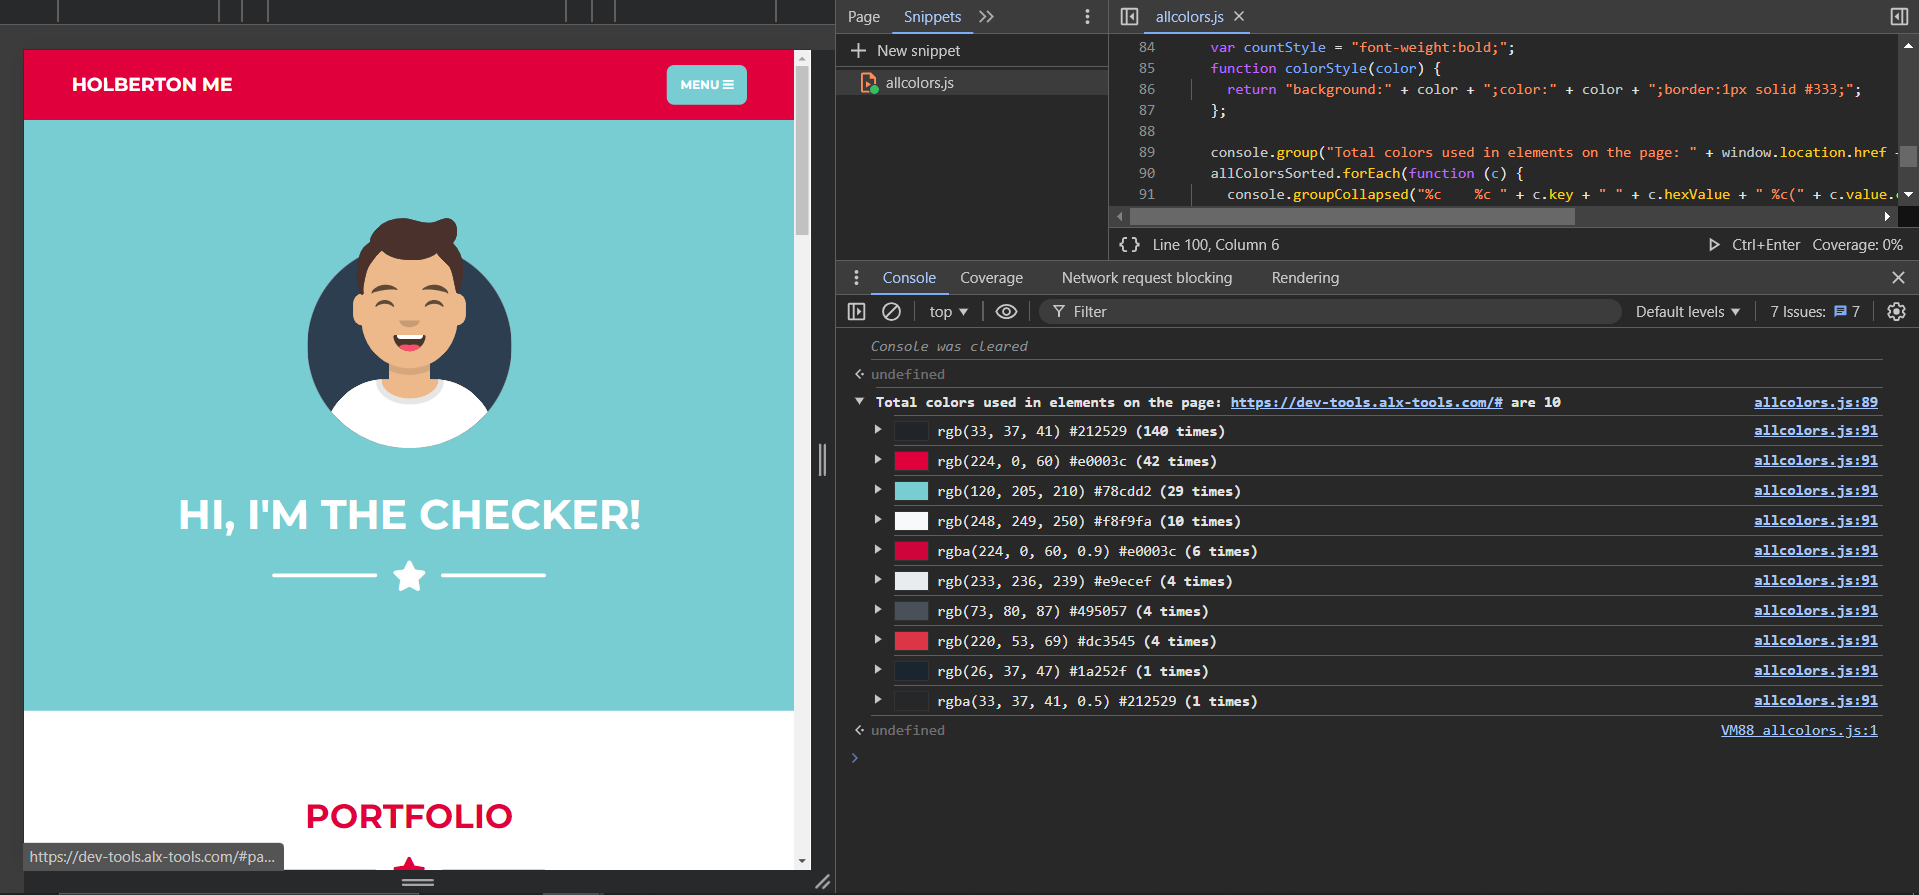 HOLBERTON ME
MENU
HI, I'M THE CHECKER!
PORTFOLIO
https://dev-tools.alx-tools.com/#pa...
Page Snippets
New snippet
allcolors.js
allcolors.js
84 var countStyle = "font-weight:bold;";
85 function colorStyle(color) {
86 return "background:" + color + ";color:" + color + ";border:1px solid #333;";
87 };
88
89 console.group("Total colors used in elements on the page: " + window.location.href
90 allColorsSorted.forEach(function (c) {
91 console.groupCollapsed("%c    %c " + c.key + " " + c.hexValue + " %c(" + c.value.
{} Line 100, Column 6 Ctrl+Enter Coverage: 0%
Console Coverage Network request blocking Rendering
top Filter Default levels 7 Issues: 7
Console was cleared
undefined
Total colors used in elements on the page: https://dev-tools.alx-tools.com/# are 10 allcolors.js:89
rgb(33, 37, 41) #212529 (140 times) allcolors.js:91
rgb(224, 0, 60) #e0003c (42 times) allcolors.js:91
rgb(120, 205, 210) #78cdd2 (29 times) allcolors.js:91
rgb(248, 249, 250) #f8f9fa (10 times) allcolors.js:91
rgba(224, 0, 60, 0.9) #e0003c (6 times) allcolors.js:91
rgb(233, 236, 239) #e9ecef (4 times) allcolors.js:91
rgb(73, 80, 87) #495057 (4 times) allcolors.js:91
rgb(220, 53, 69) #dc3545 (4 times) allcolors.js:91
rgb(26, 37, 47) #1a252f (1 times) allcolors.js:91
rgba(33, 37, 41, 0.5) #212529 (1 times) allcolors.js:91
undefined VM88 allcolors.js:1